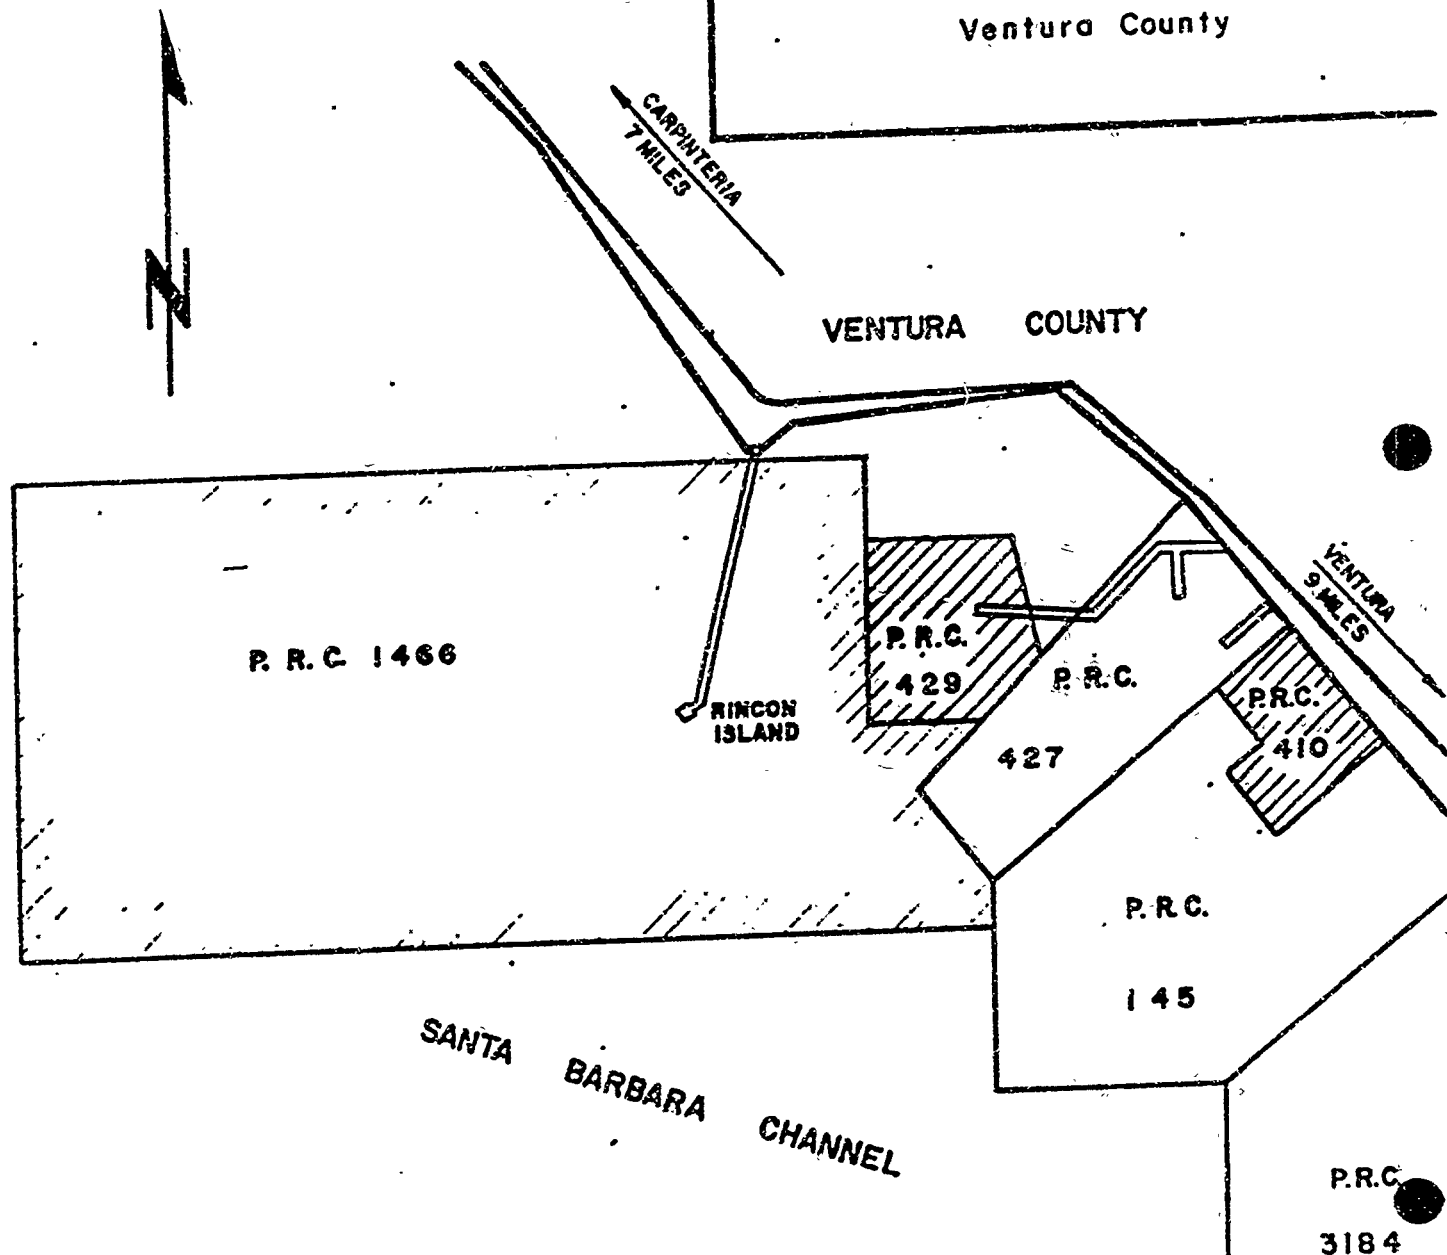 Ventura County
CARPINTERIA
7 MILES
N
VENTURA COUNTY
VENTURA
9 MILES
P. R. C. 1466
P. R. C.
429
P. R. C.
427
P.R.C.
410
RINCON
ISLAND
P. R. C.
145
SANTA BARBARA CHANNEL
P.R.C.
3184